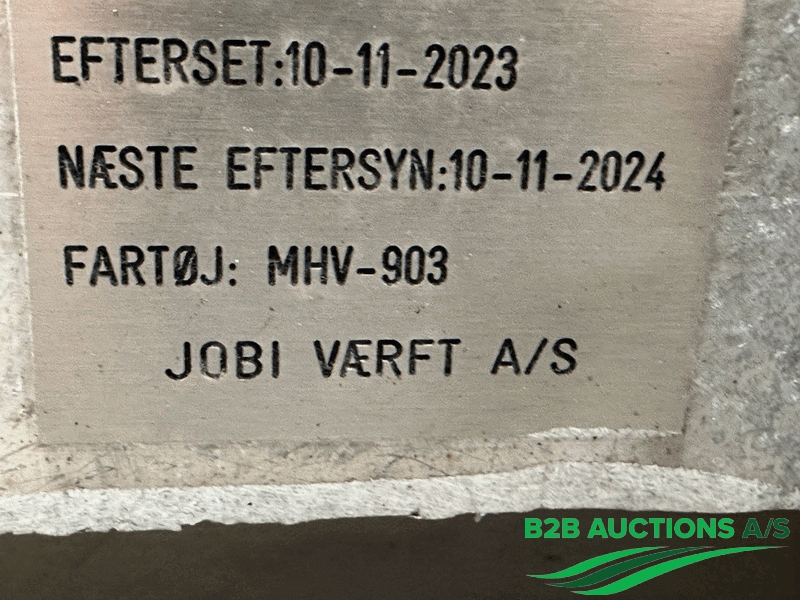 EFTERSET:10-11-2023
NÆSTE EFTERSYN:10-11-2024
FARTØJ: MHV-903
JOBI VÆRFT A/S
B2B AUCTIONS A/S